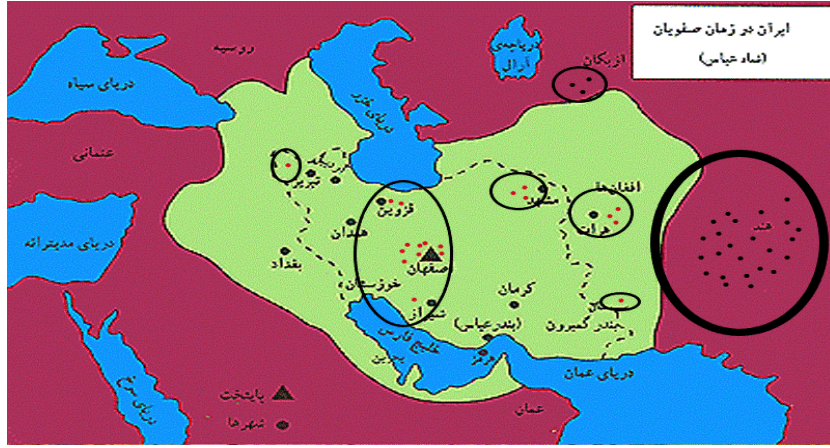 ایران در زمان صفویان
(شاه عباس)
روسیه
دریاچه‌ی
آرال
ازبکان
دریای سیاه
دریای خزر
عثمانی
تبریز
قزوین
مشهد
افغان‌ها
هرات
هند
دریای مدیترانه
همدان
بغداد
اصفهان
خوزستان
کرمان
شیراز
بندر گمبرون
(بندرعباس)
خلیج فارس
هرمز
بحرین
دریای عمان
عمان
دریای سرخ
پایتخت
شهرها